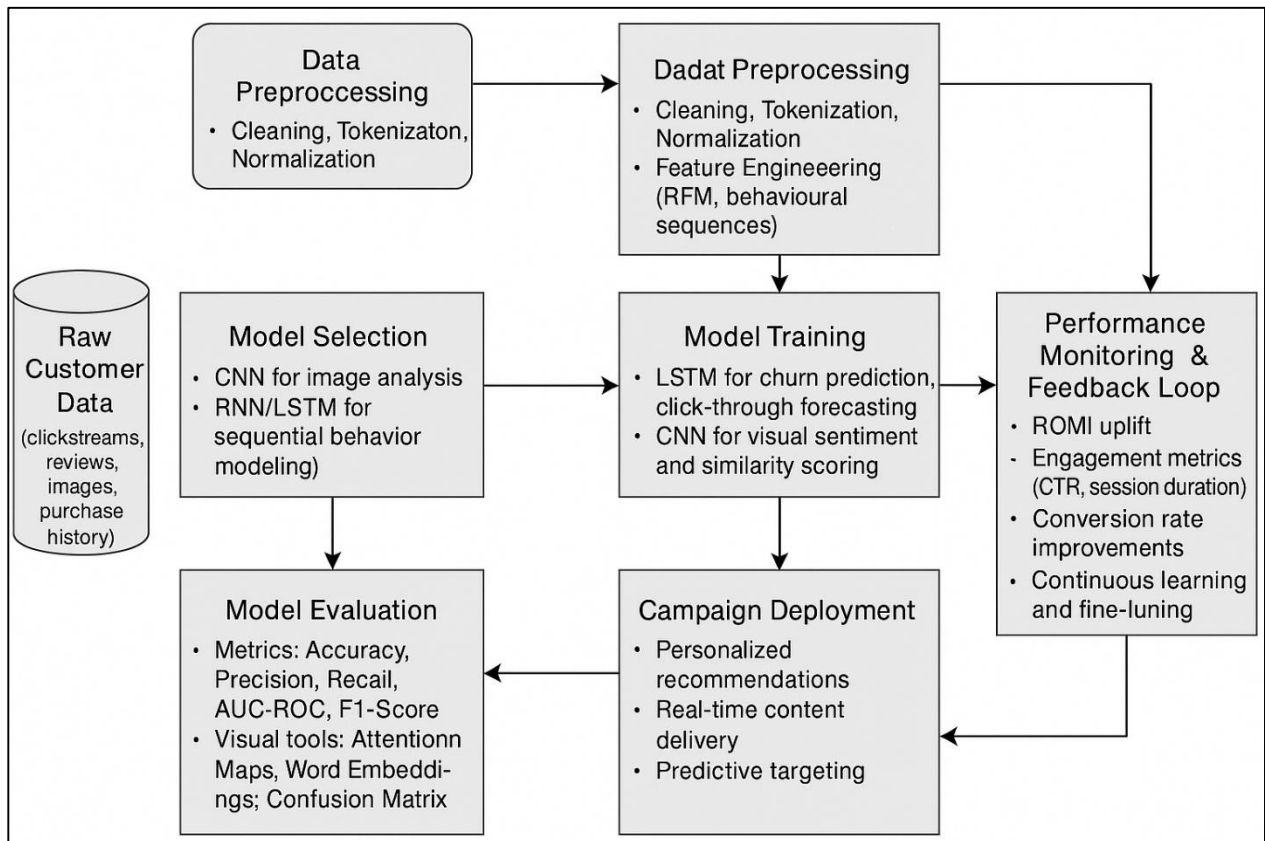 Data
Preproccessing
• Cleaning, Tokenizaton,
Normalization
Dadat Preprocessing
• Cleaning, Tokenization,
Normalization
• Feature Engineeering
(RFM, behavioural
sequences)
Raw
Customer
Data
(clickstreams,
reviews,
images,
purchase
history)
Model Selection
• CNN for image analysis
• RNN/LSTM for
sequential behavior
modeling)
Model Training
• LSTM for churn prediction,
click-through forecasting
• CNN for visual sentiment
and similarity scoring
Performance
Monitoring & 
Feedback Loop
• ROMI uplift
- Engagement metrics
(CTR, session duration)
• Conversion rate
improvements
• Continuous learning
and fine-luning
Model Evaluation
• Metrics: Accuracy,
Precision, Recail,
AUC-ROC, F1-Score
• Visual tools: Attentionn
Maps, Word Embeddi-
ngs; Confusion Matrix
Campaign Deployment
• Personalized
recommendations
• Real-time content
delivery
• Predictive targeting